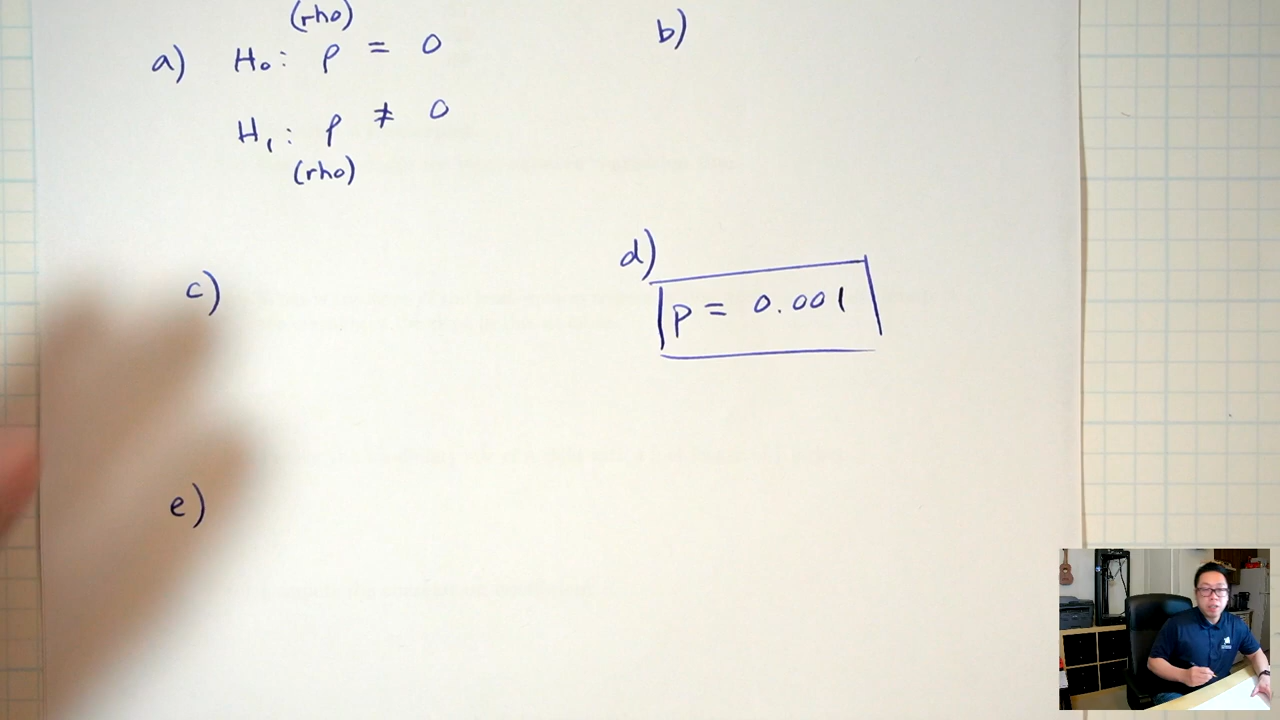 (rho)
a) H₀: ρ = 0
H₁: ρ ≠ 0
(rho)
b)
c)
d)
p = 0.001
e)